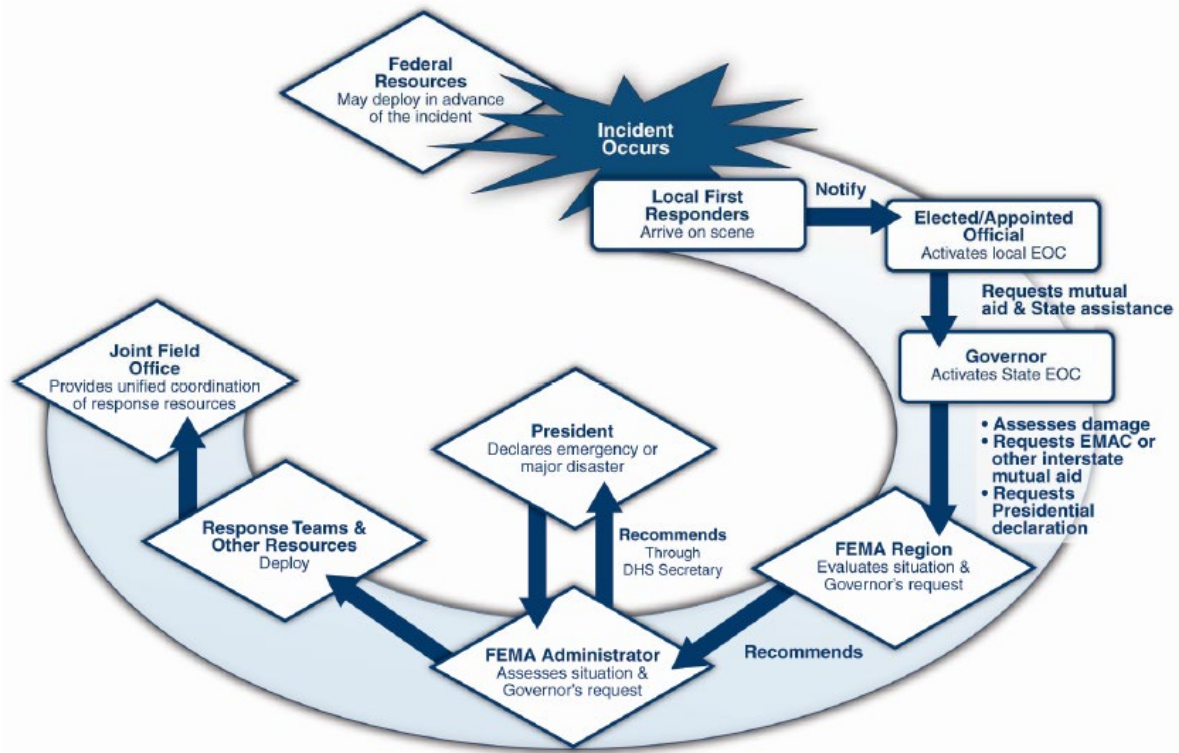 Federal
Resources
May deploy in advance
of the incident
Incident
Occurs
Local First
Responders
Arrive on scene
Notify
Elected/Appointed
Official
Activates local EOC
Requests mutual
aid & State assistance
Governor
Activates State EOC
• Assesses damage
• Requests EMAC or
other interstate
mutual aid
• Requests
Presidential
declaration
FEMA Region
Evaluates situation &
Governor's request
Recommends
FEMA Administrator
Assesses situation &
Governor's request
Recommends
Through
DHS Secretary
President
Declares emergency or
major disaster
Response Teams &
Other Resources
Deploy
Joint Field
Office
Provides unified coordination
of response resources